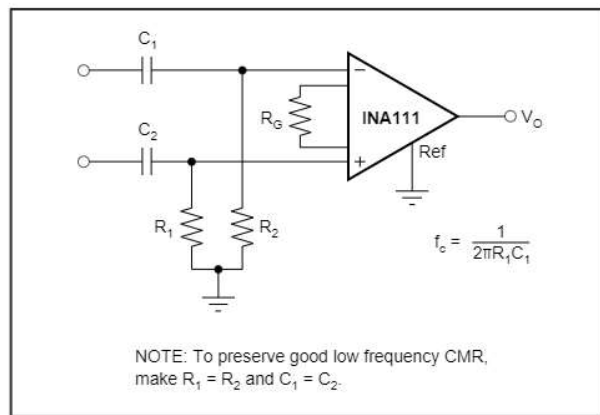 C1
C2
RG
INA111
−
+
VO
Ref
R1
R2
fc = 1 / 2πR1C1
NOTE: To preserve good low frequency CMR,
make R1 = R2 and C1 = C2.